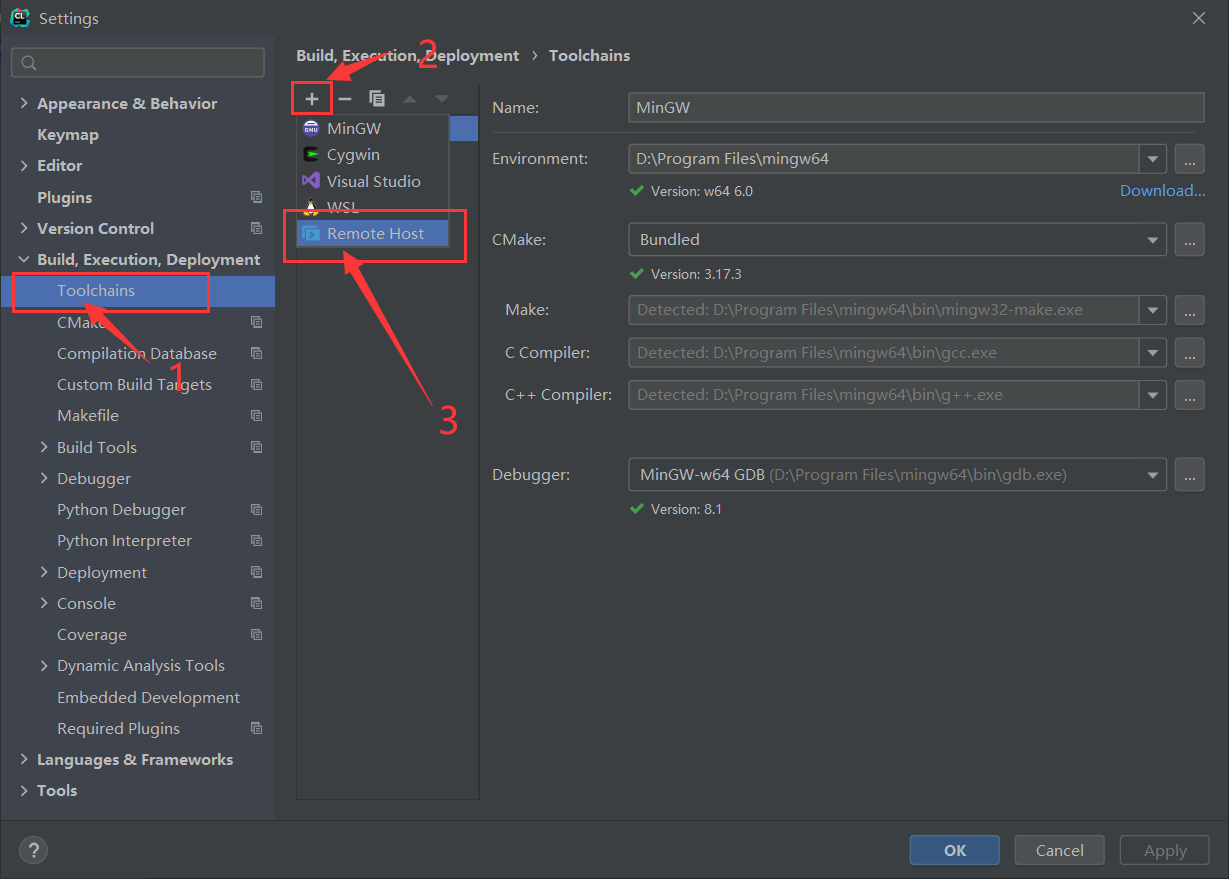 Settings
Appearance & Behavior
Keymap
Editor
Plugins
Version Control
Build, Execution, Deployment
Toolchains
CMake
Compilation Database
Custom Build Targets
Makefile
Build Tools
Debugger
Python Debugger
Python Interpreter
Deployment
Console
Coverage
Dynamic Analysis Tools
Embedded Development
Required Plugins
Languages & Frameworks
Tools
1
Build, Execution, Deployment › Toolchains
2
MinGW
Cygwin
Visual Studio
WSL
Remote Host
3
Name: MinGW
Environment: D:\Program Files\mingw64 ...
Version: w64 6.0 Download...
CMake: Bundled ...
Version: 3.17.3
Make: Detected: D:\Program Files\mingw64\bin\mingw32-make.exe ...
C Compiler: Detected: D:\Program Files\mingw64\bin\gcc.exe ...
C++ Compiler: Detected: D:\Program Files\mingw64\bin\g++.exe ...
Debugger: MinGW-w64 GDB (D:\Program Files\mingw64\bin\gdb.exe) ...
Version: 8.1
? OK Cancel Apply